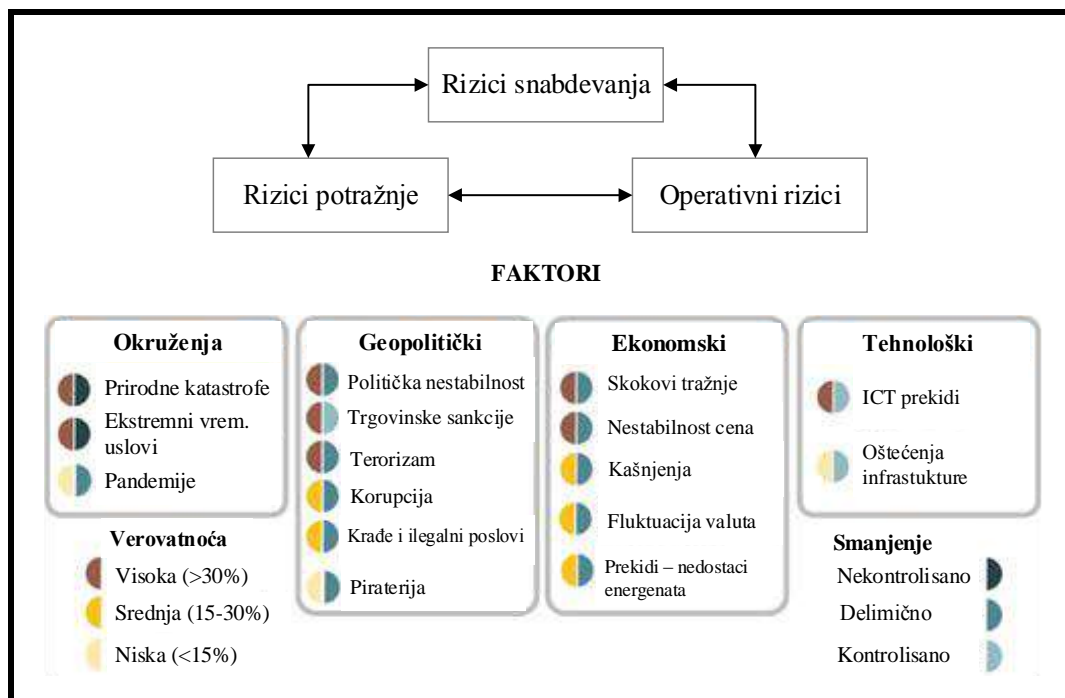 Rizici snabdevanja
Rizici potražnje
Operativni rizici
FAKTORI
Okruženja
Prirodne katastrofe
Ekstremni vrem.
uslovi
Pandemije
Geopolitički
Politička nestabilnost
Trgovinske sankcije
Terorizam
Korupcija
Krađe i ilegalni poslovi
Piraterija
Ekonomski
Skokovi tražnje
Nestabilnost cena
Kašnjenja
Fluktuacija valuta
Prekidi – nedostaci
energenata
Tehnološki
ICT prekidi
Oštećenja
infrastukture
Verovatnoća
Visoka (>30%)
Srednja (15-30%)
Niska (<15%)
Smanjenje
Nekontrolisano
Delimično
Kontrolisano